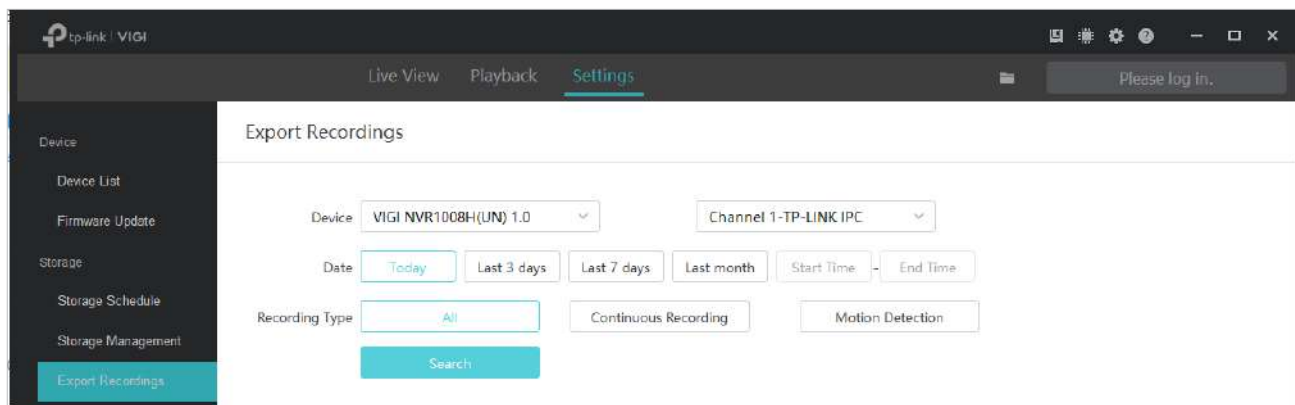 tp-link | VIGI
Live View Playback Settings Please log in.
Device
Device List
Firmware Update
Storage
Storage Schedule
Storage Management
Export Recordings
Export Recordings
Device VIGI NVR1008H(UN) 1.0 Channel 1-TP-LINK IPC
Date Today Last 3 days Last 7 days Last month Start Time - End Time
Recording Type All Continuous Recording Motion Detection
Search